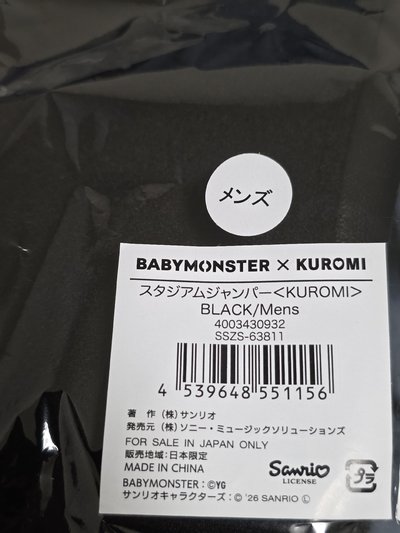 メンズ
BABYMONSTER × KUROMI
スタジアムジャンパー<KUROMI>
BLACK/Mens
4003430932
SSZS-63811
4 539648 551156
著　作 (株)サンリオ
発売元 (株)ソニー・ミュージックソリューションズ
FOR SALE IN JAPAN ONLY
販売地域:日本限定
MADE IN CHINA
BABYMONSTER:©YG
サンリオキャラクターズ:© '26 SANRIO Ⓛ
Sanrio
LICENSE
プラ